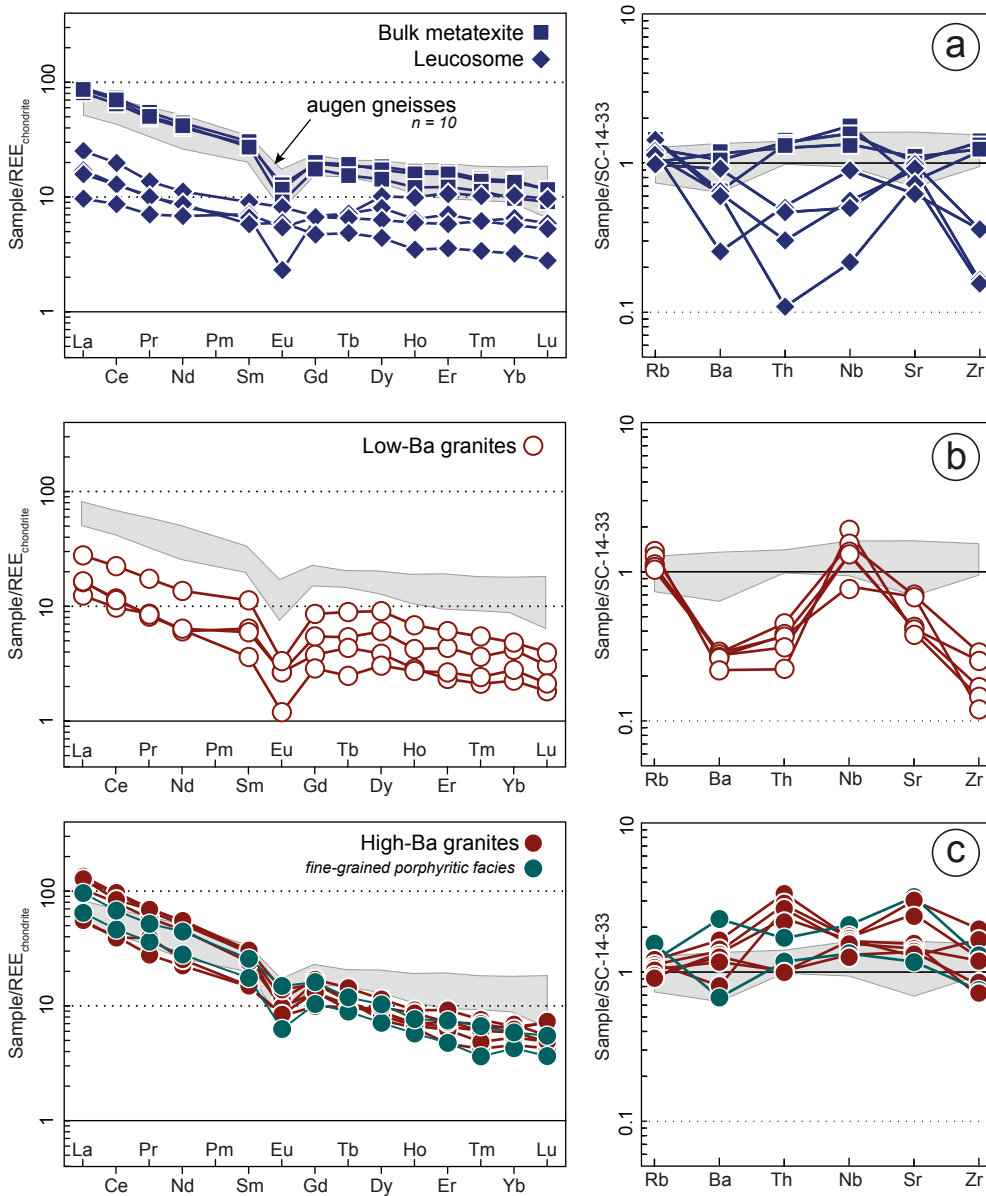 Bulk metatexite
Leucosome
augen gneisses
n = 10
Sample/REEchondrite
100
10
1
La Pr Pm Eu Tb Ho Tm Lu
Ce Nd Sm Gd Dy Er Yb
a
Sample/SC-14-33
10
1
0.1
Rb Ba Th Nb Sr Zr
Low-Ba granites
Sample/REEchondrite
100
10
1
La Pr Pm Eu Tb Ho Tm Lu
Ce Nd Sm Gd Dy Er Yb
b
Sample/SC-14-33
10
1
0.1
Rb Ba Th Nb Sr Zr
High-Ba granites
fine-grained porphyritic facies
Sample/REEchondrite
100
10
1
La Pr Pm Eu Tb Ho Tm Lu
Ce Nd Sm Gd Dy Er Yb
c
Sample/SC-14-33
10
1
0.1
Rb Ba Th Nb Sr Zr